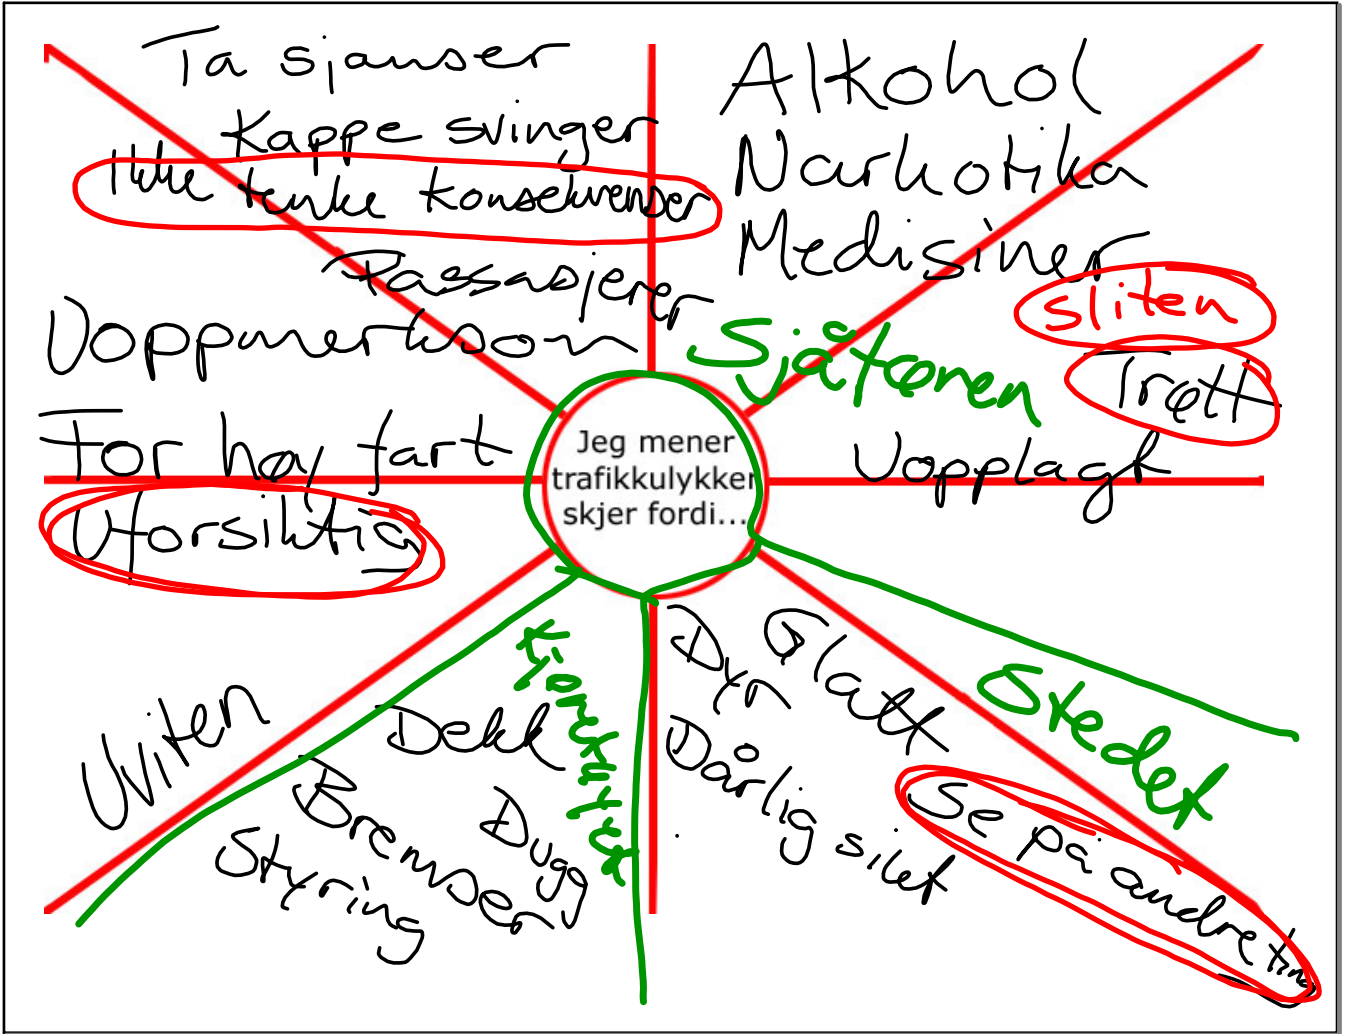 Ta sjanser
Kappe svinger
Ikke tenke konsekvenser
Passasjerer
Uoppmerksom
For høy fart
Uforsiktig
Alkohol
Narkotika
Medisiner
sliten
Trøtt
Sjåføren
Uopplagt
Jeg mener
trafikkulykker
skjer fordi...
Uviten
Kjøretøyet
Dekk
Bremser
Dugg
Styring
Dyr
Glatt
Dårlig sikt
Stedet
Se på andre ting